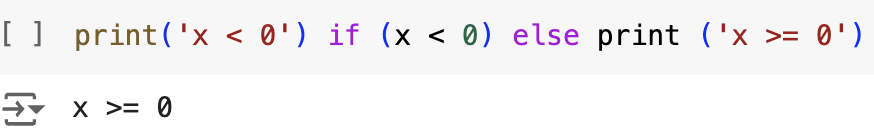 [ ] print('x < 0') if (x < 0) else print ('x >= 0')
x >= 0